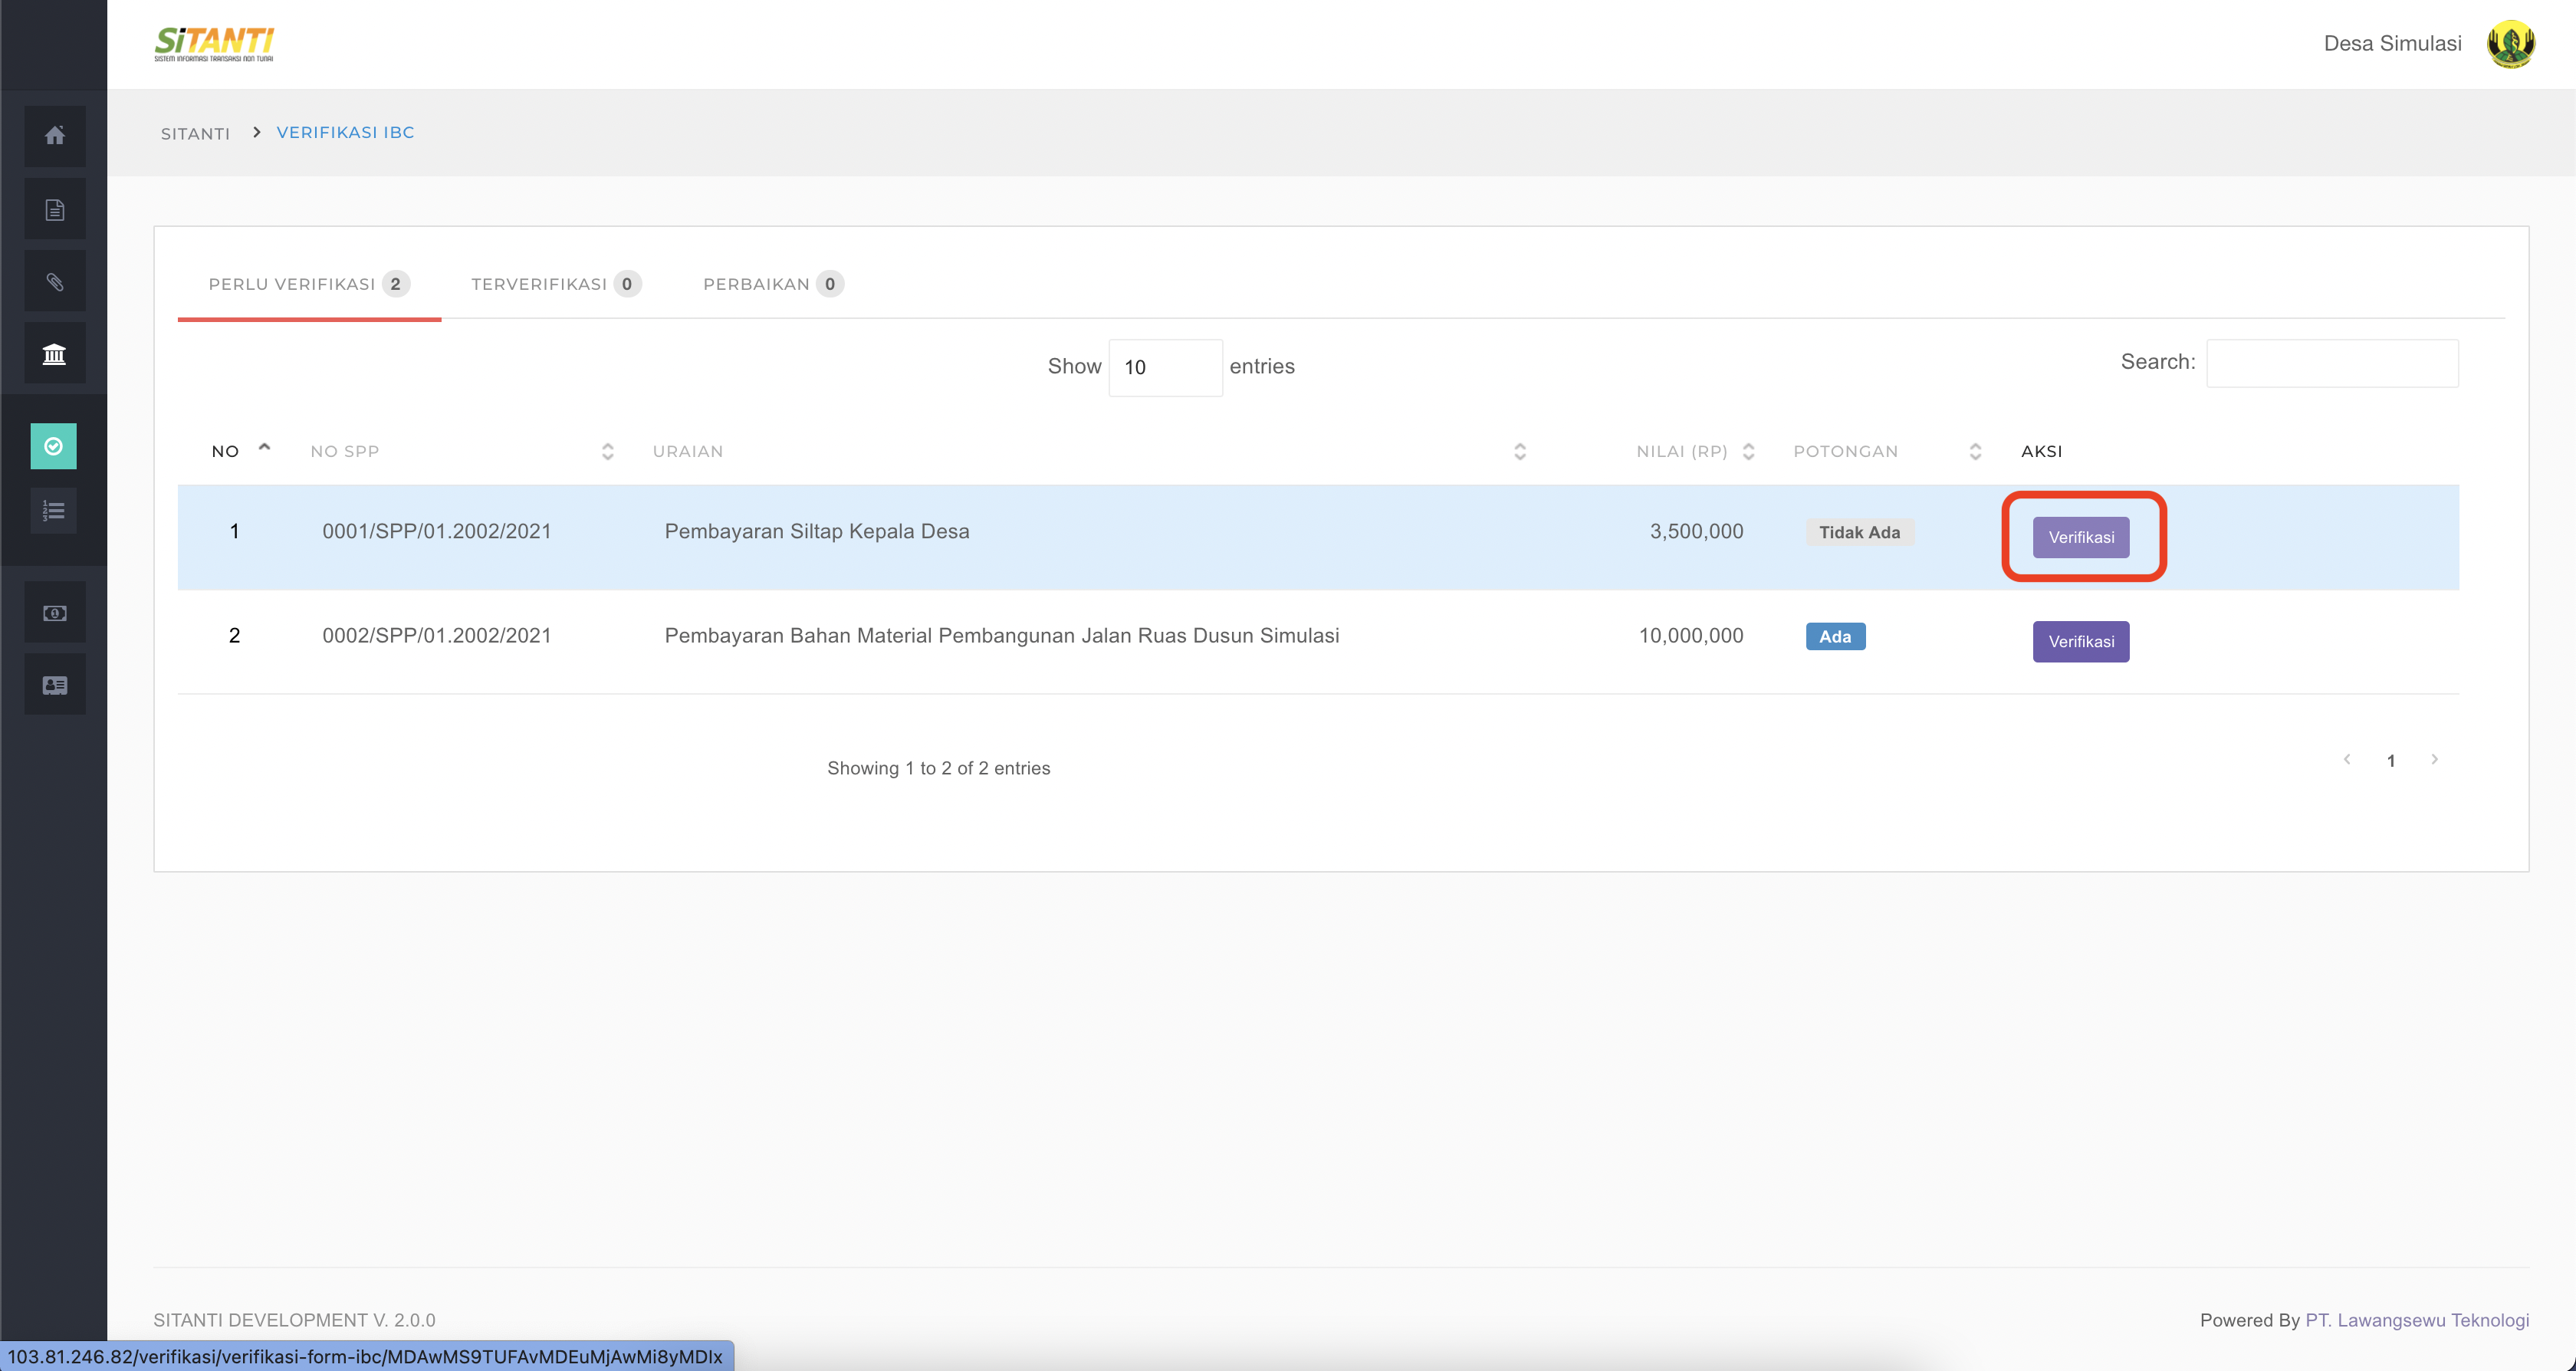 SiTANTI
SISTEM INFORMASI TRANSAKSI NON TUNAI
Desa Simulasi
SITANTI > VERIFIKASI IBC
PERLU VERIFIKASI 2 TERVERIFIKASI 0 PERBAIKAN 0
Show 10 entries Search:
NO NO SPP URAIAN NILAI (RP) POTONGAN AKSI
1 0001/SPP/01.2002/2021 Pembayaran Siltap Kepala Desa 3,500,000 Tidak Ada Verifikasi
2 0002/SPP/01.2002/2021 Pembayaran Bahan Material Pembangunan Jalan Ruas Dusun Simulasi 10,000,000 Ada Verifikasi
Showing 1 to 2 of 2 entries ‹ 1 ›
SITANTI DEVELOPMENT V. 2.0.0 Powered By PT. Lawangsewu Teknologi
103.81.246.82/verifikasi/verifikasi-form-ibc/MDAwMS9TUFAvMDEuMjAwMi8yMDIx